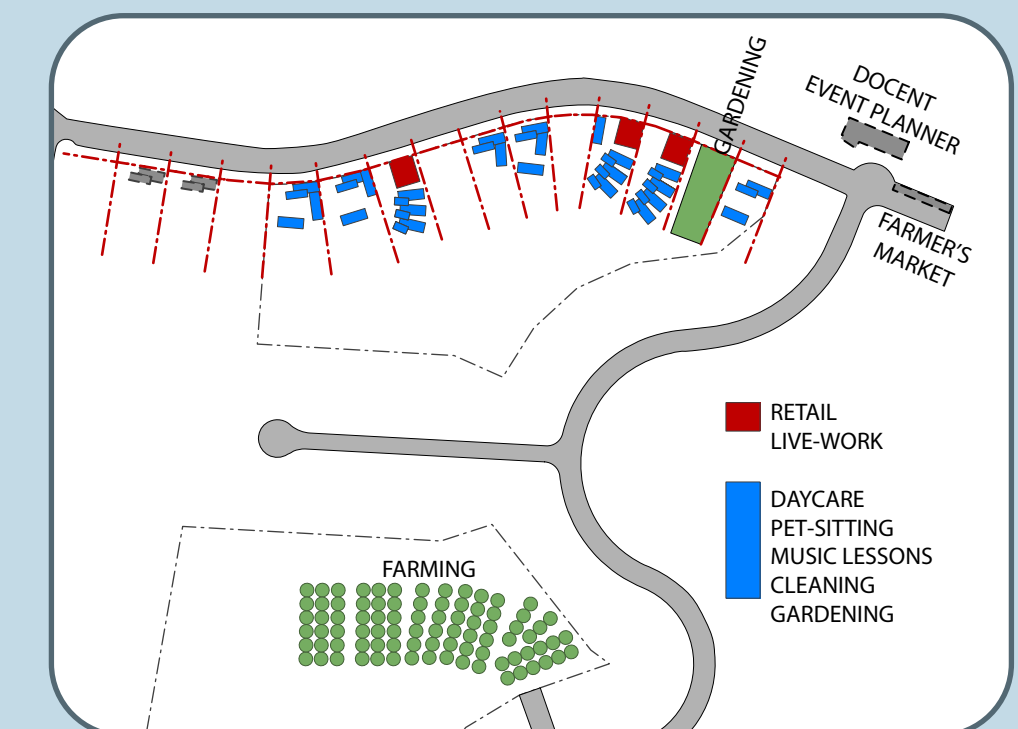 GARDENING
DOCENT
EVENT PLANNER
FARMER'S
MARKET
RETAIL
LIVE-WORK
DAYCARE
PET-SITTING
MUSIC LESSONS
CLEANING
GARDENING
FARMING